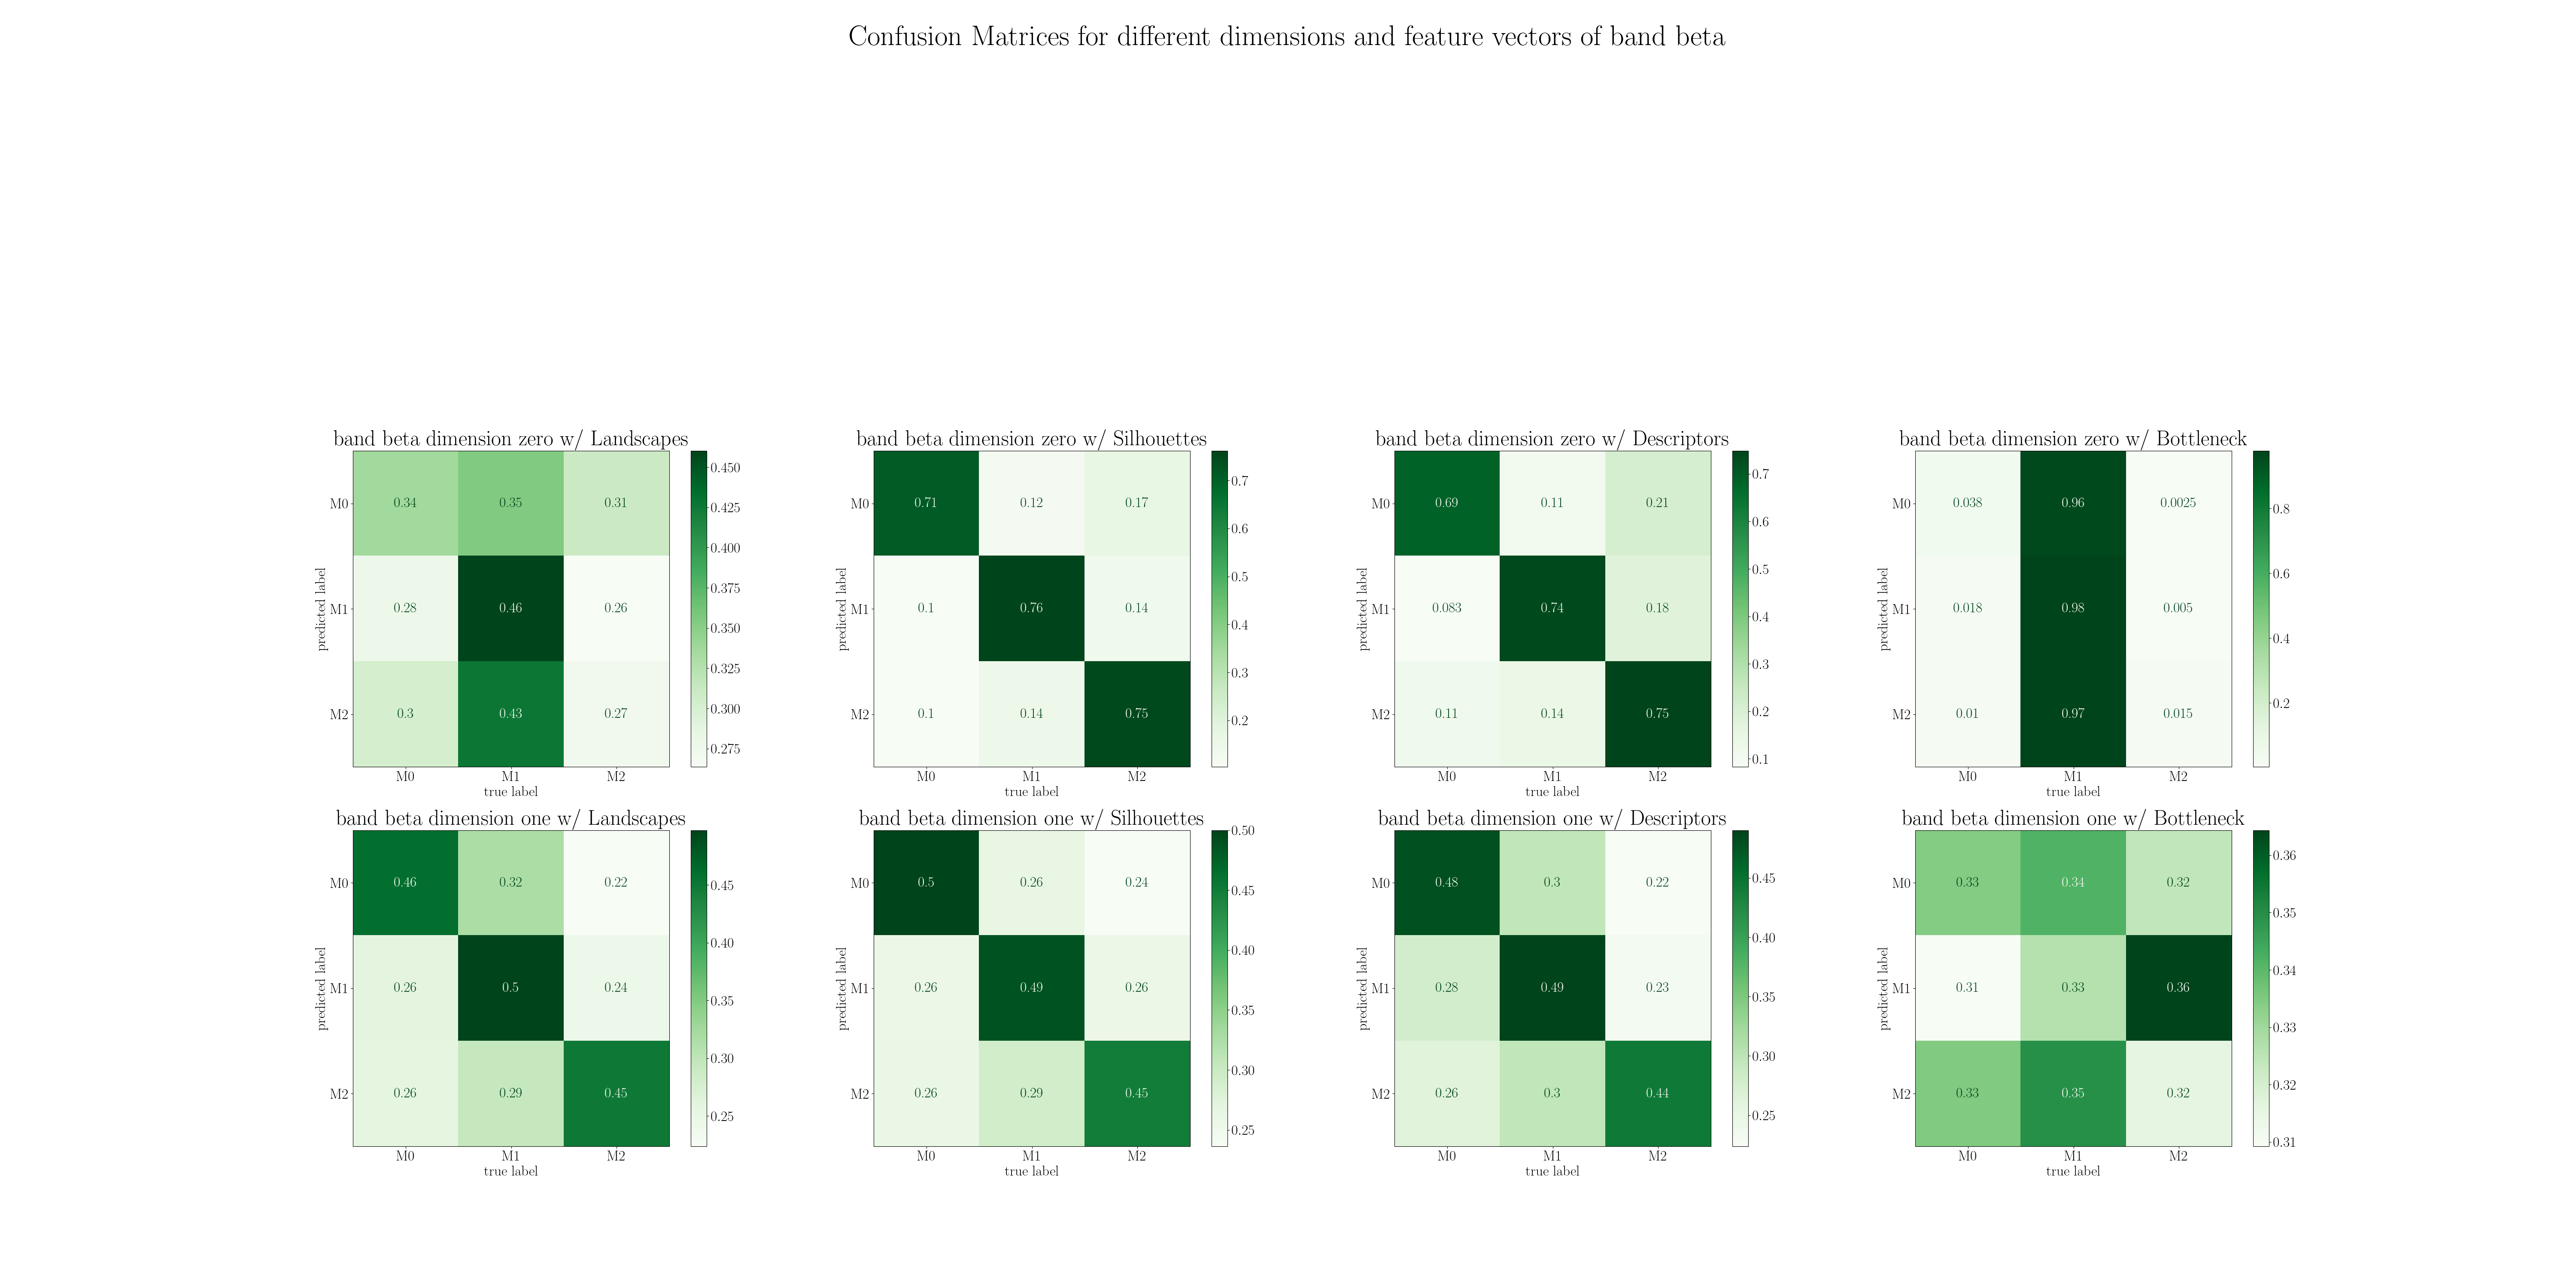 Confusion Matrices for different dimensions and feature vectors of band beta
band beta dimension zero w/ Landscapes
M0 0.34 0.35 0.31
M1 0.28 0.46 0.26
M2 0.3 0.43 0.27
M0 M1 M2
true label
predicted label
0.450
0.425
0.400
0.375
0.350
0.325
0.300
0.275
band beta dimension zero w/ Silhouettes
M0 0.71 0.12 0.17
M1 0.1 0.76 0.14
M2 0.1 0.14 0.75
M0 M1 M2
true label
predicted label
0.7
0.6
0.5
0.4
0.3
0.2
band beta dimension zero w/ Descriptors
M0 0.69 0.11 0.21
M1 0.083 0.74 0.18
M2 0.11 0.14 0.75
M0 M1 M2
true label
predicted label
0.7
0.6
0.5
0.4
0.3
0.2
0.1
band beta dimension zero w/ Bottleneck
M0 0.038 0.96 0.0025
M1 0.018 0.98 0.005
M2 0.01 0.97 0.015
M0 M1 M2
true label
predicted label
0.8
0.6
0.4
0.2
band beta dimension one w/ Landscapes
M0 0.46 0.32 0.22
M1 0.26 0.5 0.24
M2 0.26 0.29 0.45
M0 M1 M2
true label
predicted label
0.45
0.40
0.35
0.30
0.25
band beta dimension one w/ Silhouettes
M0 0.5 0.26 0.24
M1 0.26 0.49 0.26
M2 0.26 0.29 0.45
M0 M1 M2
true label
predicted label
0.50
0.45
0.40
0.35
0.30
0.25
band beta dimension one w/ Descriptors
M0 0.48 0.3 0.22
M1 0.28 0.49 0.23
M2 0.26 0.3 0.44
M0 M1 M2
true label
predicted label
0.45
0.40
0.35
0.30
0.25
band beta dimension one w/ Bottleneck
M0 0.33 0.34 0.32
M1 0.31 0.33 0.36
M2 0.33 0.35 0.32
M0 M1 M2
true label
predicted label
0.36
0.35
0.34
0.33
0.32
0.31